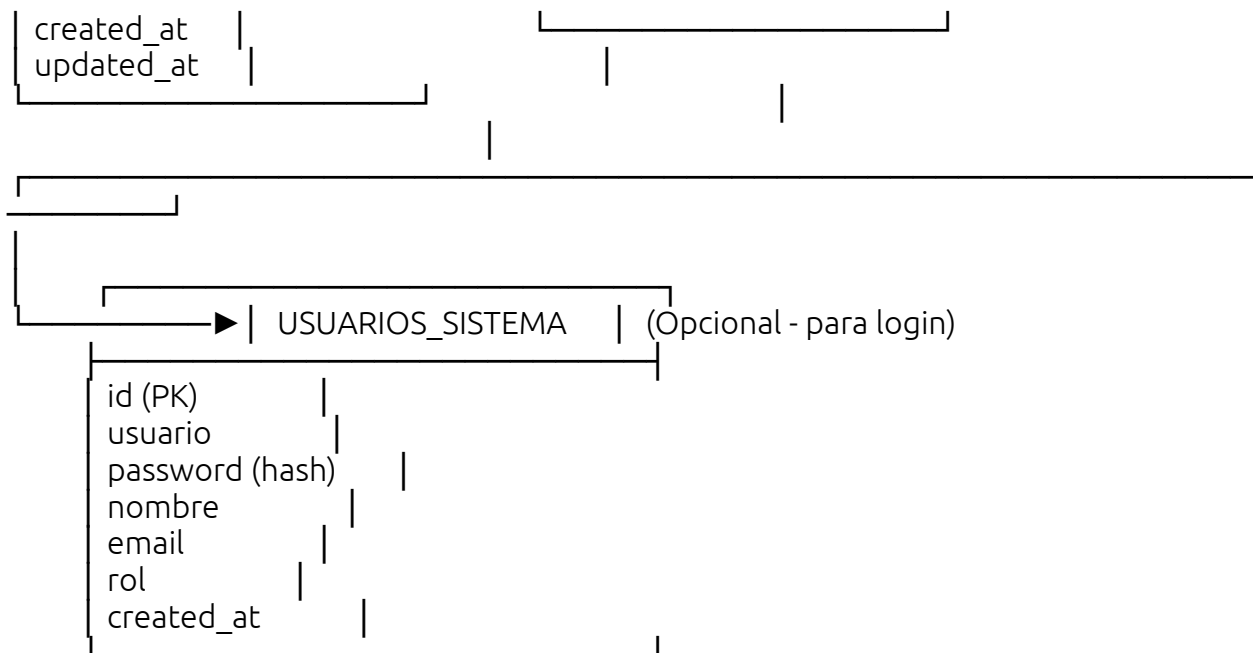 created_at
updated_at
USUARIOS_SISTEMA (Opcional - para login)
id (PK)
usuario
password (hash)
nombre
email
rol
created_at